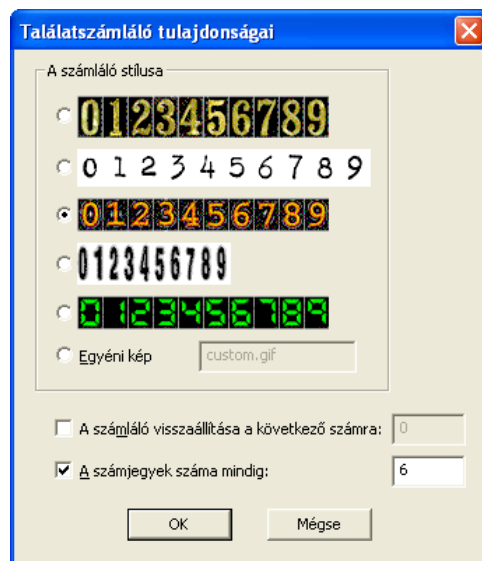 Találatszámláló tulajdonságai
A számláló stílusa
0123456789
0 1 2 3 4 5 6 7 8 9
0123456789
0123456789
0123456789
Egyéni kép custom.gif
A számláló visszaállítása a következő számra: 0
A számjegyek száma mindig: 6
OK Mégse